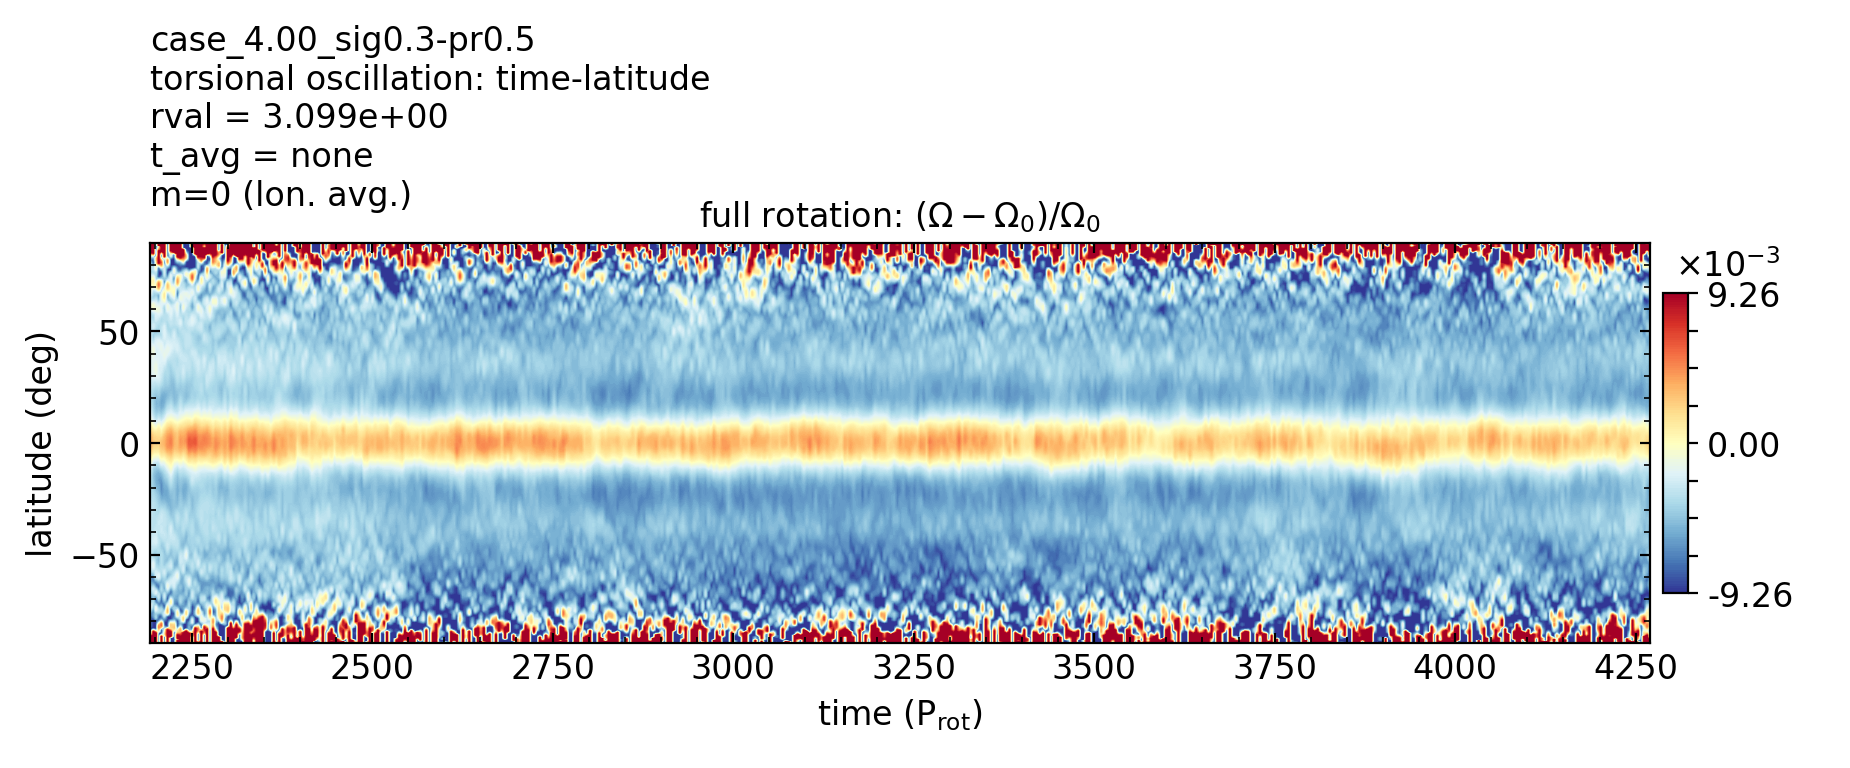 case_4.00_sig0.3-pr0.5
torsional oscillation: time-latitude
rval = 3.099e+00
t_avg = none
m=0 (lon. avg.)
full rotation: (Ω − Ω₀)/Ω₀
×10⁻³
9.26
0.00
-9.26
latitude (deg)
50
0
−50
2250 2500 2750 3000 3250 3500 3750 4000 4250
time (P_rot)